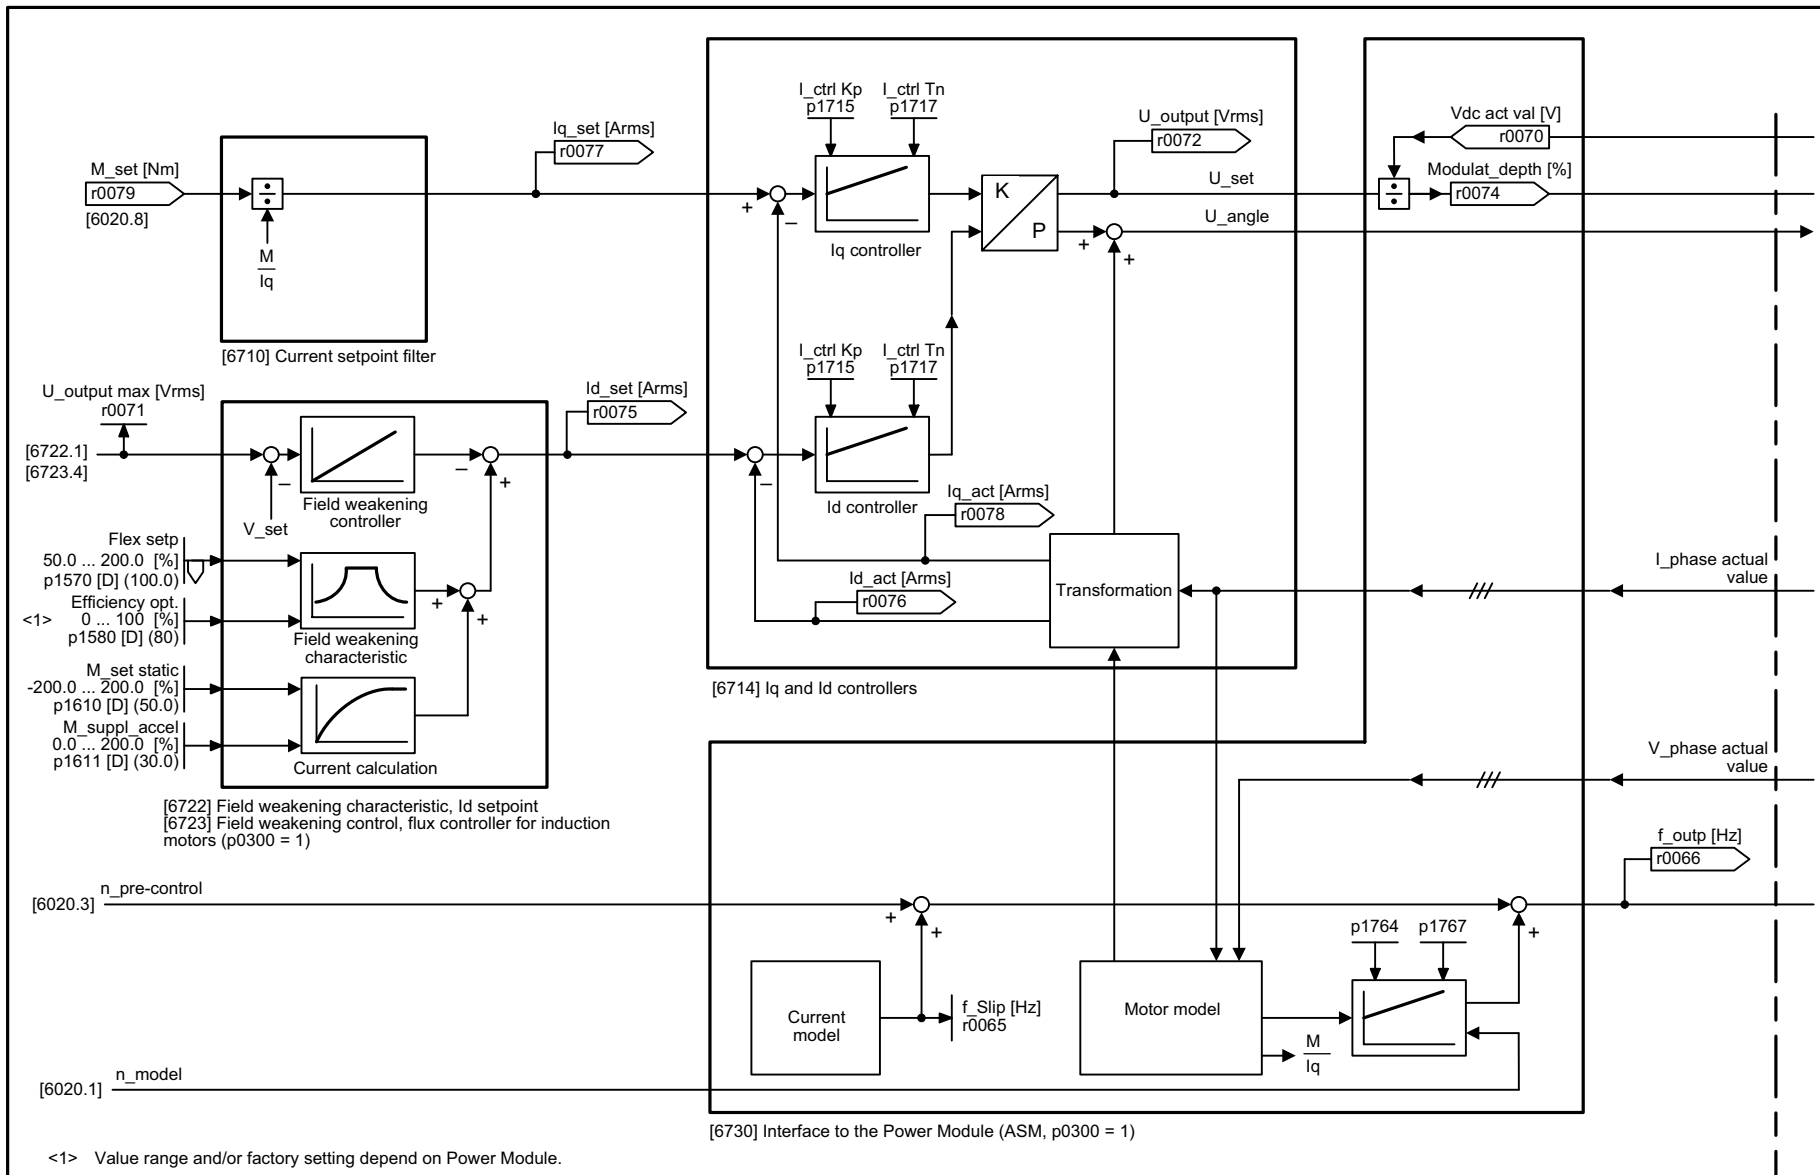 I_ctrl Kp
p1715
I_ctrl Tn
p1717
Iq_set [Arms]
r0077
U_output [Vrms]
r0072
Vdc act val [V]
r0070
M_set [Nm]
r0079
[6020.8]
÷
M
Iq
+
–
Iq controller
K
P
U_set
÷
Modulat_depth [%]
r0074
U_angle
+
+
[6710] Current setpoint filter
I_ctrl Kp
p1715
I_ctrl Tn
p1717
U_output max [Vrms]
r0071
Id_set [Arms]
r0075
[6722.1]
[6723.4]
–
V_set
Field weakening
controller
–
+
–
Id controller
Iq_act [Arms]
r0078
Flex setp
50.0 ... 200.0 [%]
p1570 [D] (100.0)
Efficiency opt.
<1> 0 ... 100 [%]
p1580 [D] (80)
Field weakening
characteristic
+
+
Id_act [Arms]
r0076
Transformation
I_phase actual
value
M_set static
-200.0 ... 200.0 [%]
p1610 [D] (50.0)
M_suppl_accel
0.0 ... 200.0 [%]
p1611 [D] (30.0)
Current calculation
[6714] Iq and Id controllers
V_phase actual
value
[6722] Field weakening characteristic, Id setpoint
[6723] Field weakening control, flux controller for induction
motors (p0300 = 1)
f_outp [Hz]
r0066
n_pre-control
[6020.3]
+
+
p1764
p1767
+
Current
model
f_Slip [Hz]
r0065
Motor model
M
Iq
n_model
[6020.1]
[6730] Interface to the Power Module (ASM, p0300 = 1)
<1> Value range and/or factory setting depend on Power Module.